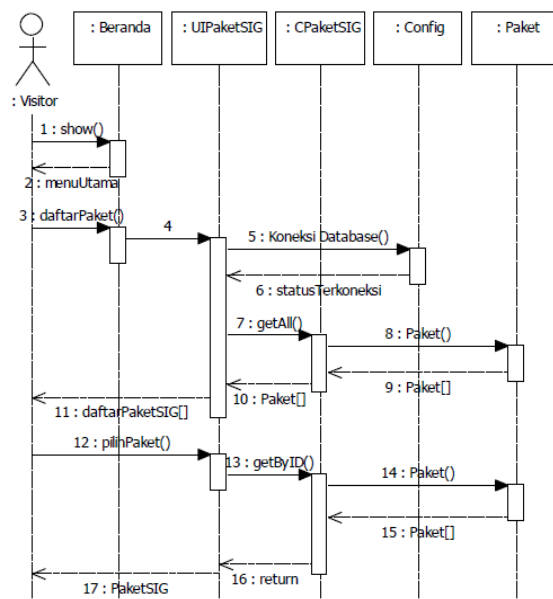 : Beranda
: UIPaketSIG
: CPaketSIG
: Config
: Paket
: Visitor
1 : show()
2 : menuUtama
3 : daftarPaket()
4
5 : Koneksi Database()
6 : statusTerkoneksi
7 : getAll()
8 : Paket()
9 : Paket[]
10 : Paket[]
11 : daftarPaketSIG[]
12 : pilihPaket()
13 : getByID()
14 : Paket()
15 : Paket[]
16 : return
17 : PaketSIG